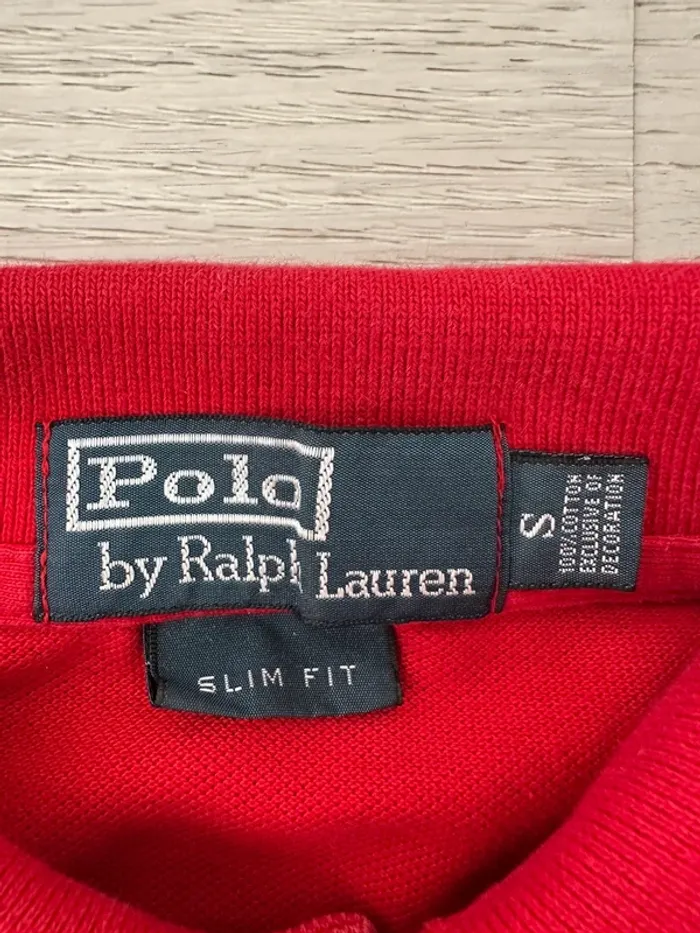 Polo
by Ralph Lauren
S
100% COTTON
EXCLUSIVE OF
DECORATION
SLIM FIT